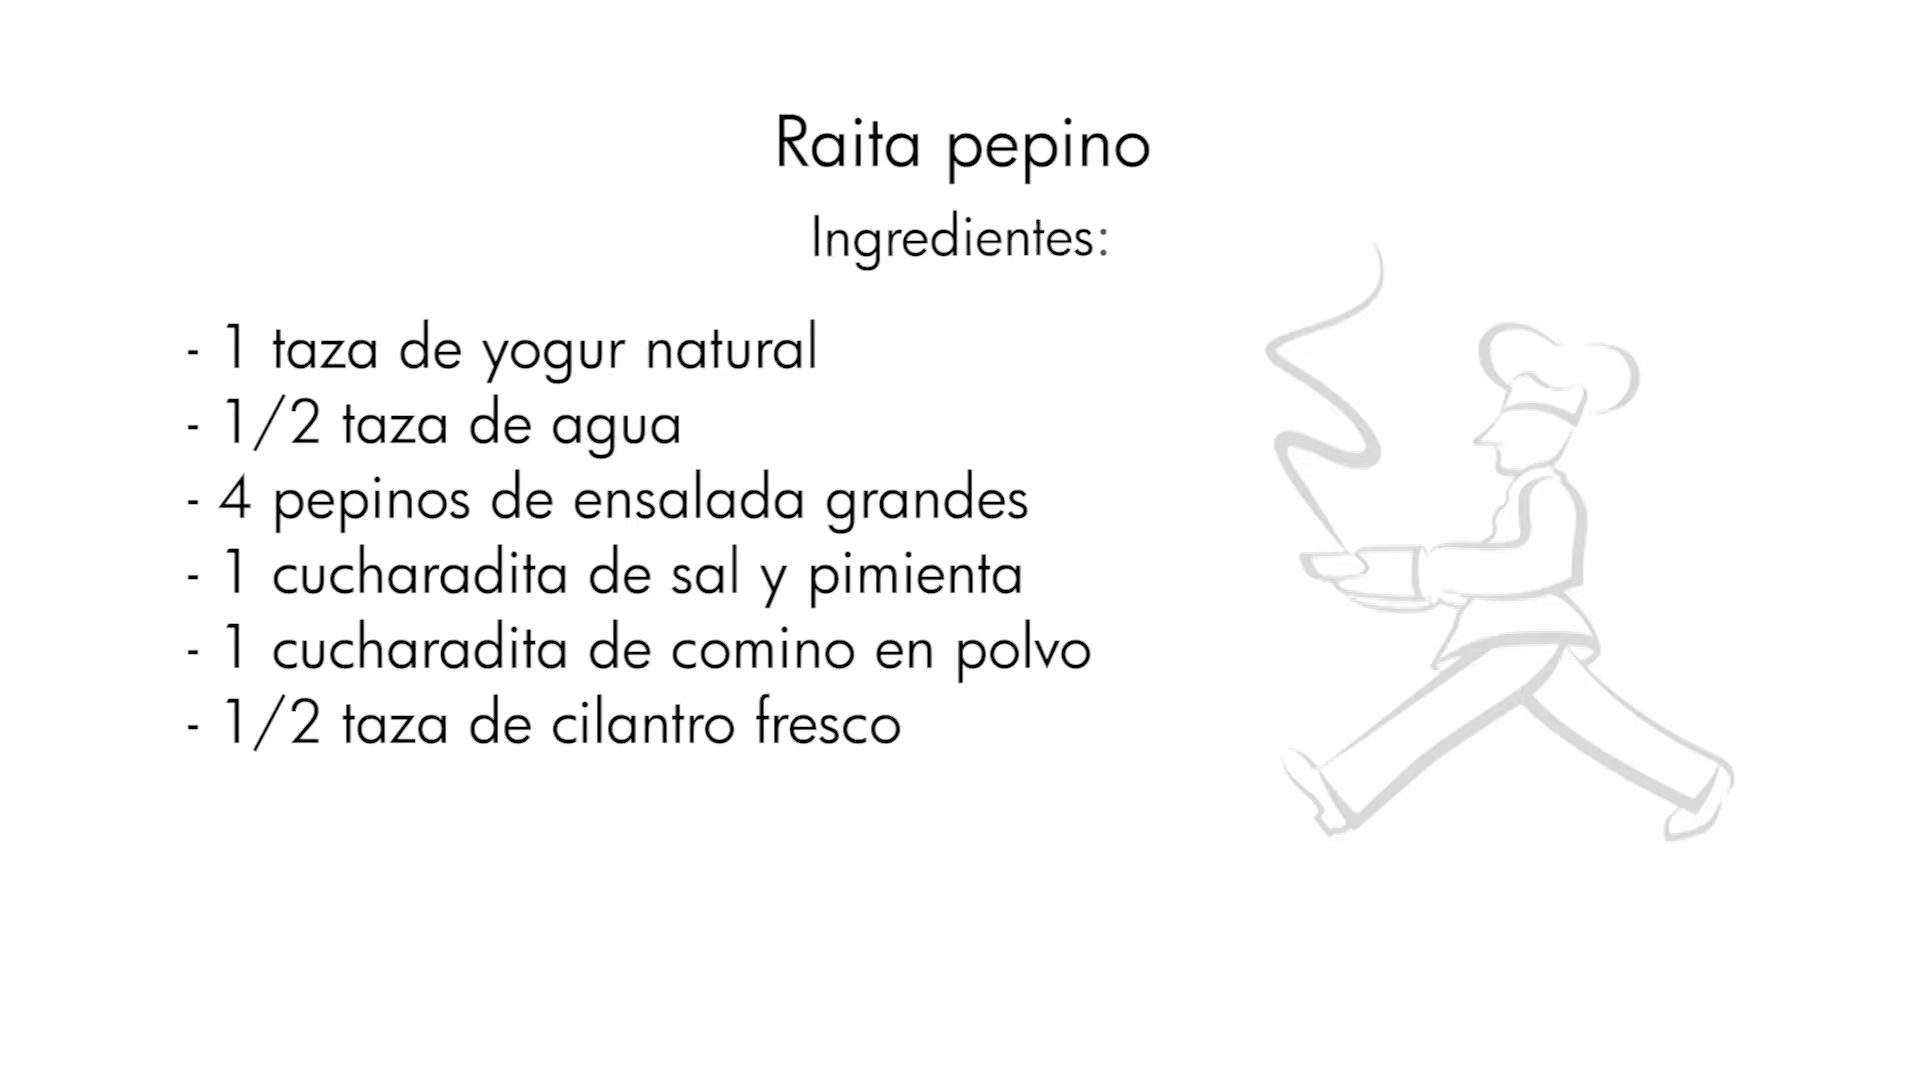 Raita pepino
Ingredientes:
- 1 taza de yogur natural
- 1/2 taza de agua
- 4 pepinos de ensalada grandes
- 1 cucharadita de sal y pimienta
- 1 cucharadita de comino en polvo
- 1/2 taza de cilantro fresco